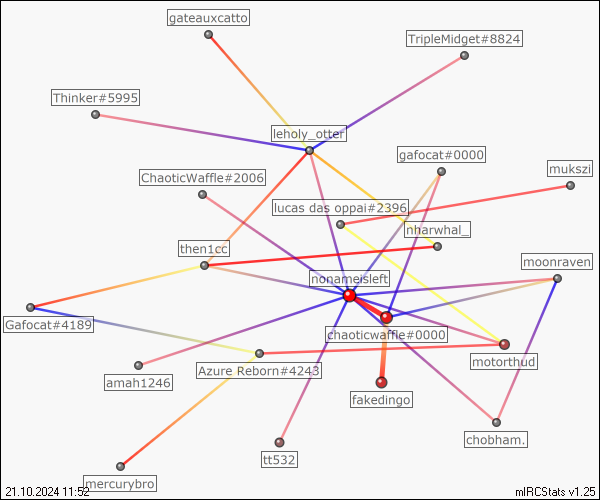 gateauxcatto
TripleMidget#8824
Thinker#5995
leholy_otter
gafocat#0000
mukszi
ChaoticWaffle#2006
lucas das oppai#2396
nharwhal_
then1cc
moonraven
nonameisleft
Gafocat#4189
chaoticwaffle#0000
motorthud
Azure Reborn#4243
amah1246
fakedingo
chobham.
tt532
mercurybro
21.10.2024 11:52
mIRCStats v1.25